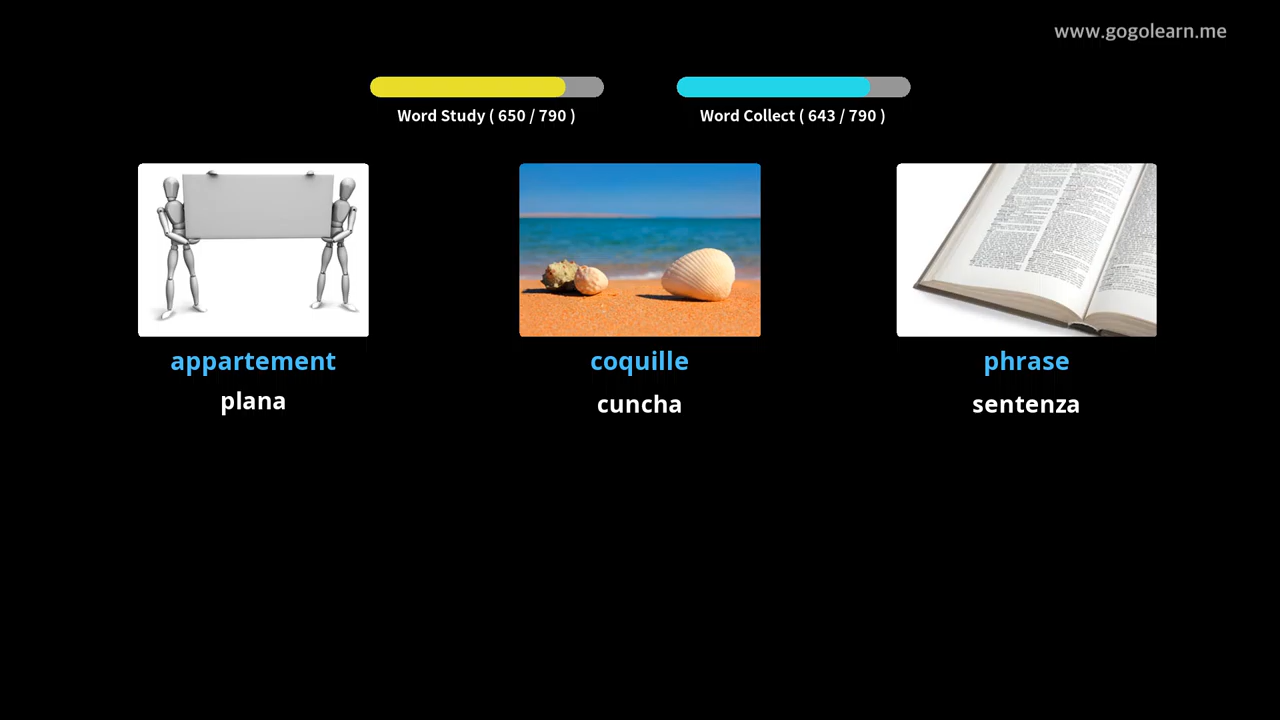 www.gogolearn.me
Word Study ( 650 / 790 )
Word Collect ( 643 / 790 )
appartement
coquille
phrase
plana
cuncha
sentenza